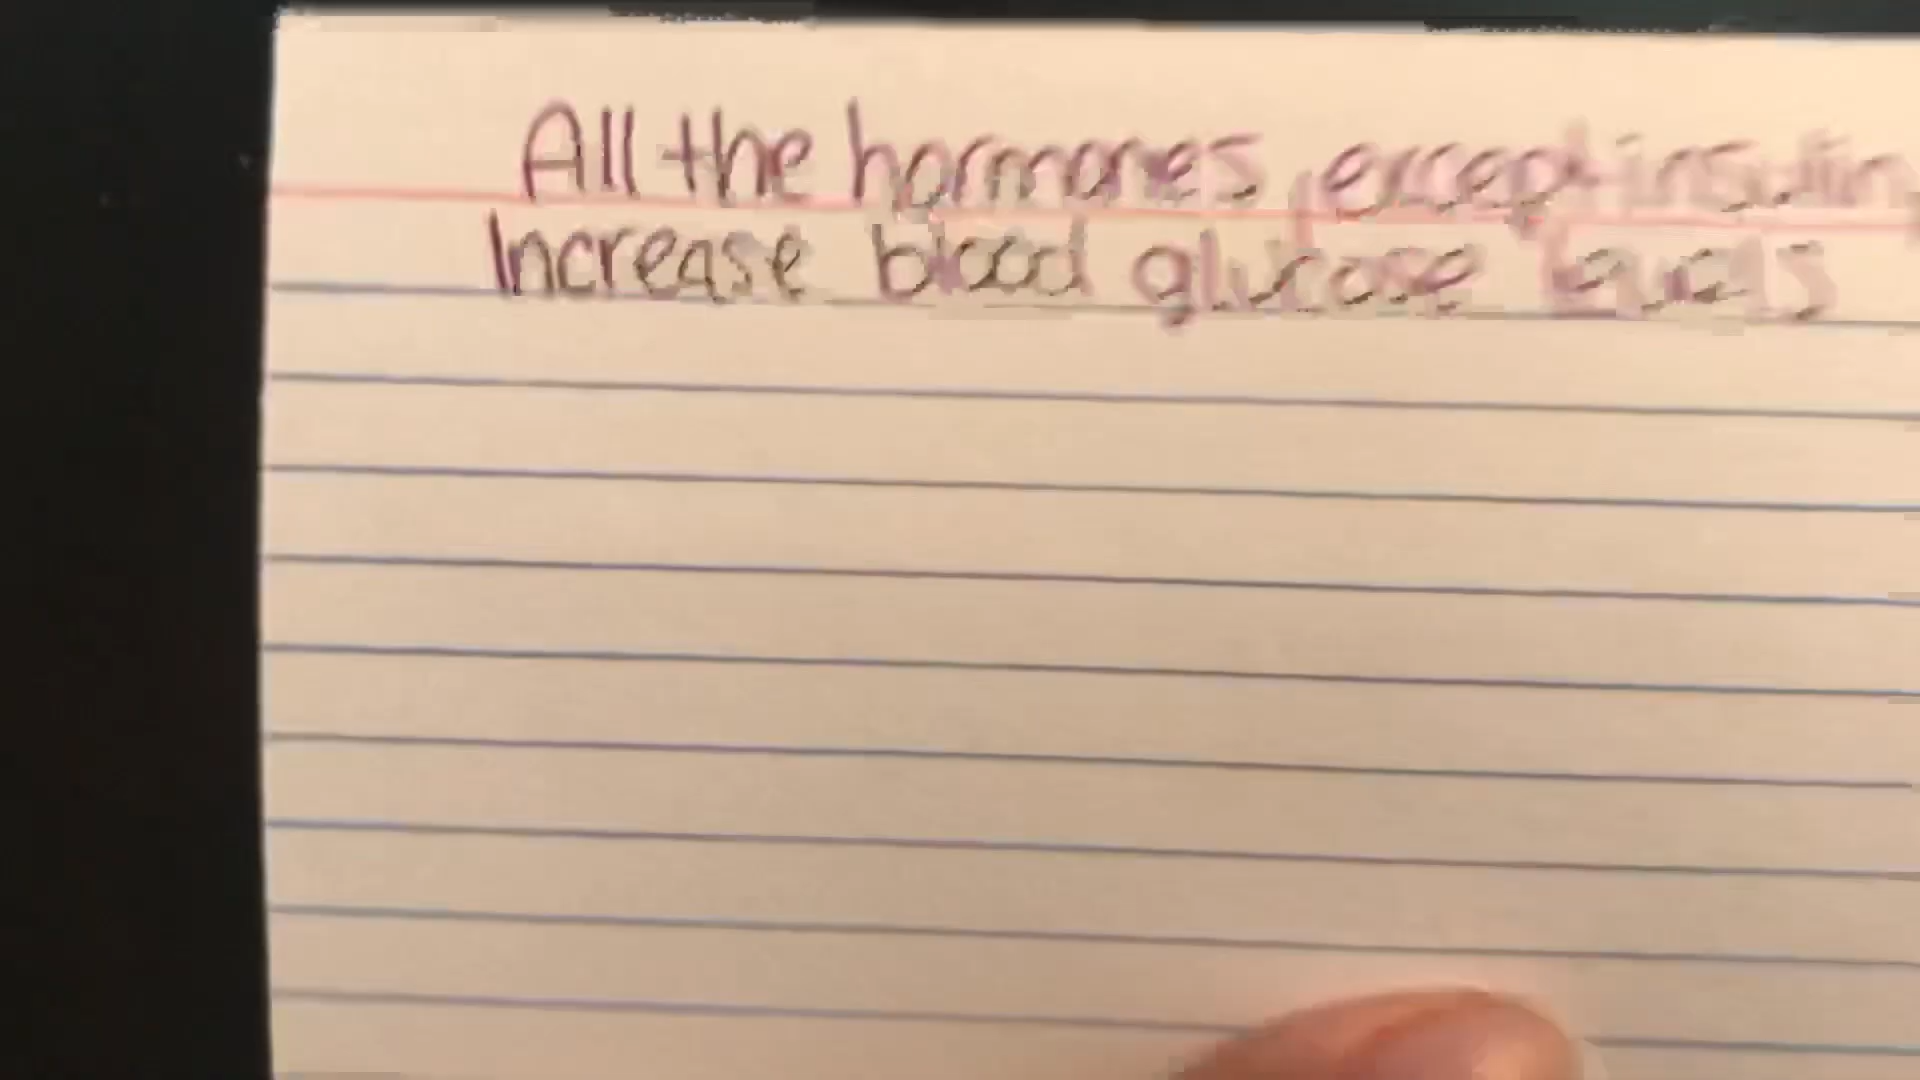 All the hormones, except insulin,
Increase blood glucose levels